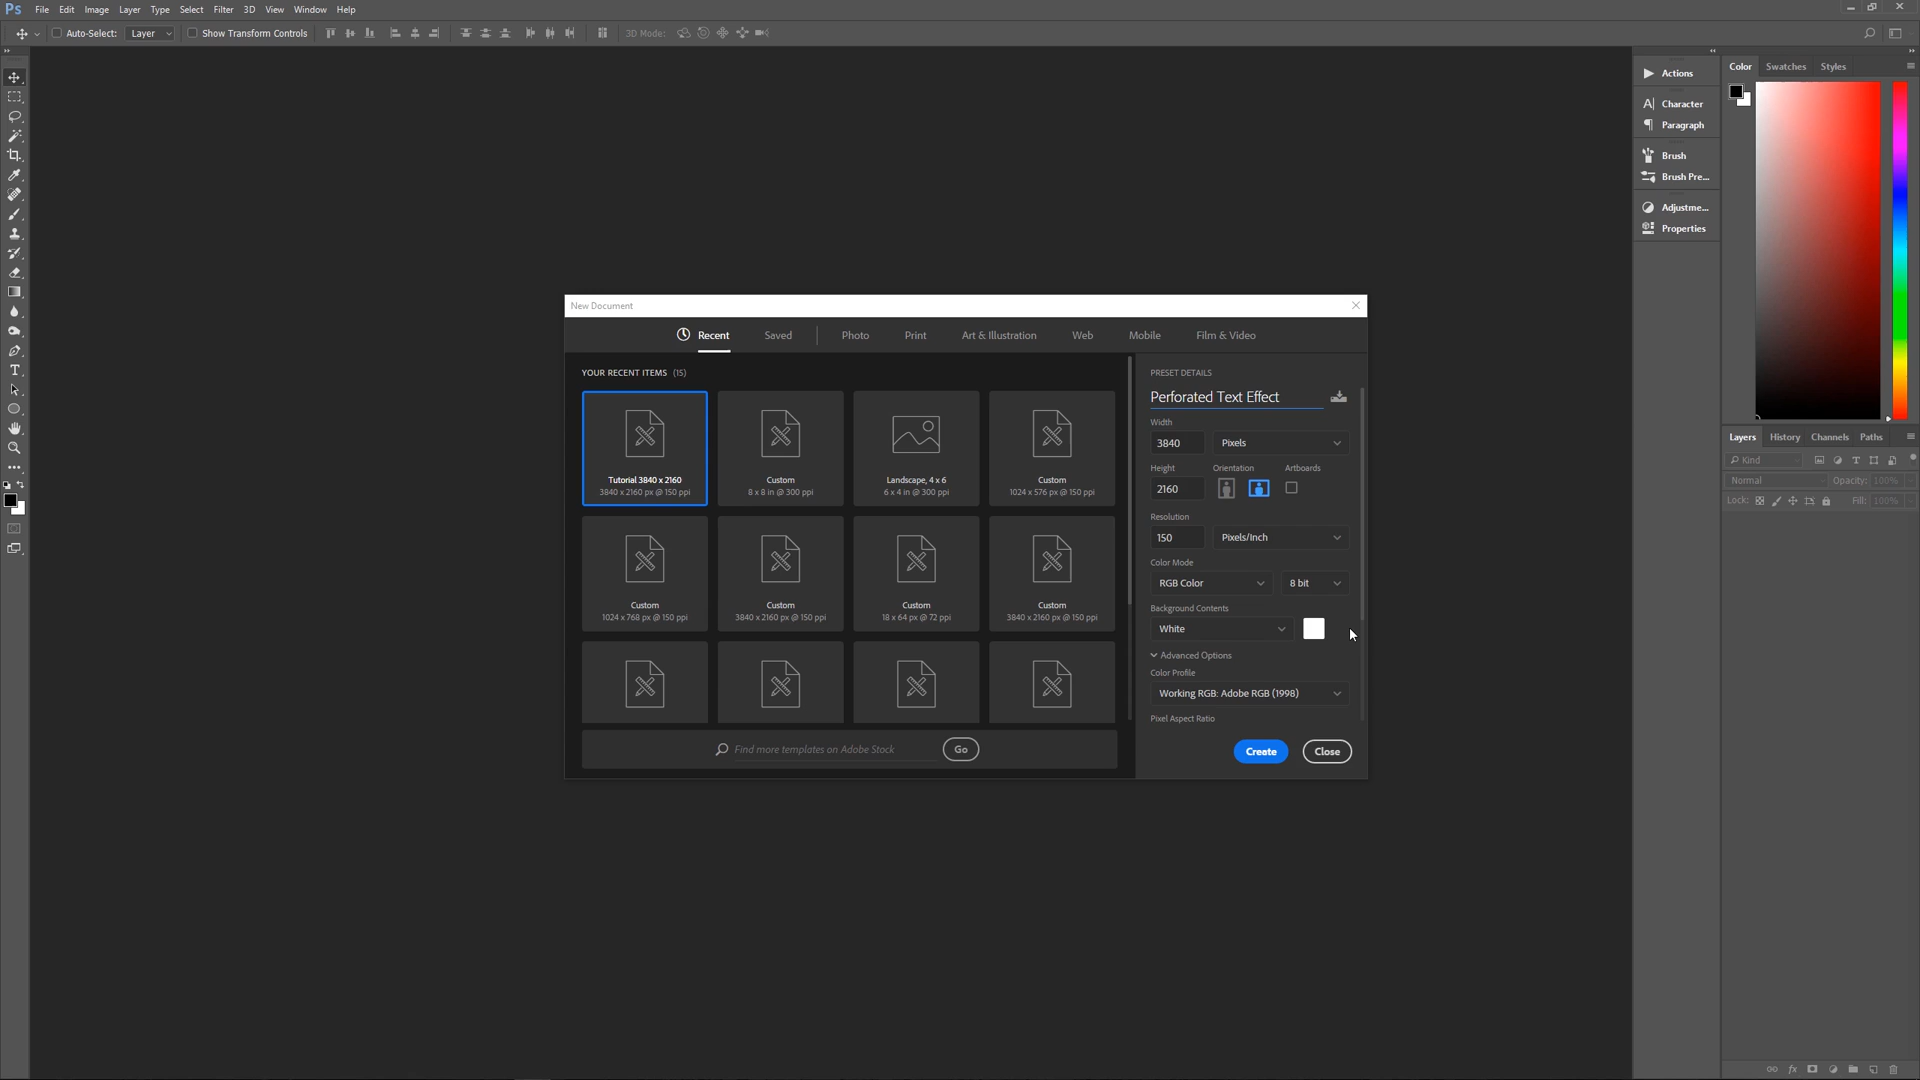 Ps File Edit Image Layer Type Select Filter 3D View Window Help
Auto-Select: Layer Show Transform Controls 3D Mode:
Actions
Character
Paragraph
Brush
Brush Pre...
Adjustme...
Properties
Color Swatches Styles
Layers History Channels Paths
Kind
Normal Opacity: 100%
Lock: Fill: 100%
New Document
Recent Saved Photo Print Art & Illustration Web Mobile Film & Video
YOUR RECENT ITEMS (15)
Tutorial 3840 x 2160
3840 x 2160 px @ 150 ppi
Custom
8 x 8 in @ 300 ppi
Landscape, 4 x 6
6 x 4 in @ 300 ppi
Custom
1024 x 576 px @ 150 ppi
Custom
1024 x 768 px @ 150 ppi
Custom
3840 x 2160 px @ 150 ppi
Custom
18 x 64 px @ 72 ppi
Custom
3840 x 2160 px @ 150 ppi
Find more templates on Adobe Stock Go
PRESET DETAILS
Perforated Text Effect
Width
3840 Pixels
Height Orientation Artboards
2160
Resolution
150 Pixels/Inch
Color Mode
RGB Color 8 bit
Background Contents
White
Advanced Options
Color Profile
Working RGB: Adobe RGB (1998)
Pixel Aspect Ratio
Create Close
fx